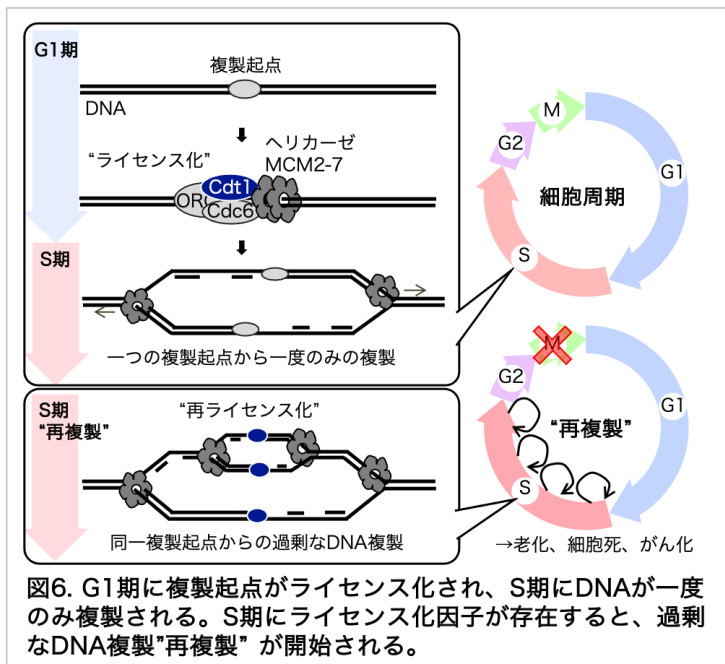 G1期
複製起点
DNA
“ライセンス化”
ヘリカーゼ
MCM2-7
Cdt1
ORC
Cdc6
S期
一つの複製起点から一度のみの複製
M
G2
G1
細胞周期
S
S期
“再複製”
“再ライセンス化”
同一複製起点からの過剰なDNA複製
M
G2
G1
“再複製”
S
→老化、細胞死、がん化
図6. G1期に複製起点がライセンス化され、S期にDNAが一度
のみ複製される。S期にライセンス化因子が存在すると、過剰
なDNA複製”再複製” が開始される。